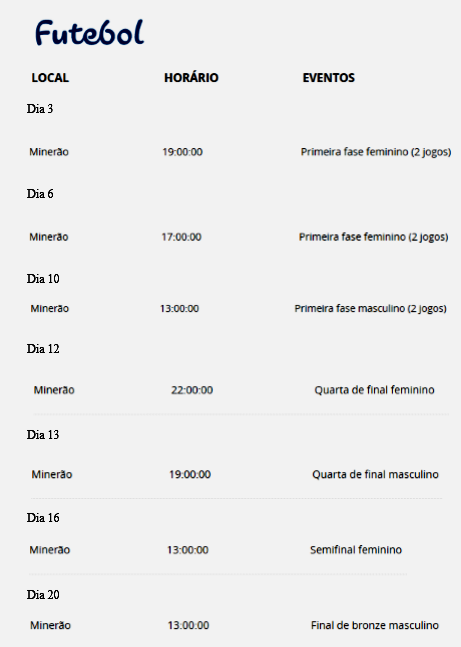 Futebol
LOCAL HORÁRIO EVENTOS
Dia 3
Minerão 19:00:00 Primeira fase feminino (2 jogos)
Dia 6
Minerão 17:00:00 Primeira fase feminino (2 jogos)
Dia 10
Minerão 13:00:00 Primeira fase masculino (2 jogos)
Dia 12
Minerão 22:00:00 Quarta de final feminino
Dia 13
Minerão 19:00:00 Quarta de final masculino
Dia 16
Minerão 13:00:00 Semifinal feminino
Dia 20
Minerão 13:00:00 Final de bronze masculino